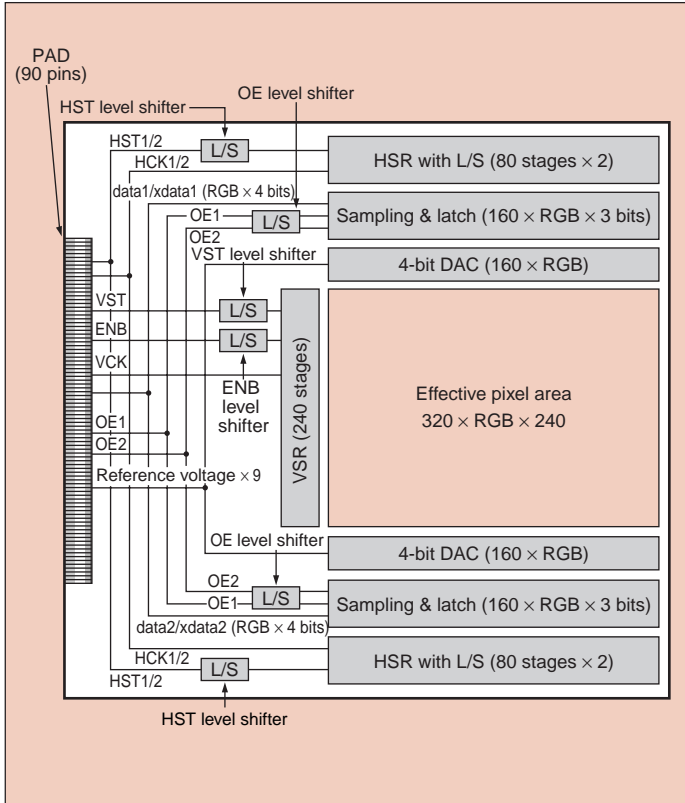 PAD
(90 pins)
OE level shifter
HST level shifter
HST1/2
L/S
HSR with L/S (80 stages × 2)
HCK1/2
data1/xdata1 (RGB × 4 bits)
OE1
L/S
Sampling & latch (160 × RGB × 3 bits)
OE2
VST level shifter
4-bit DAC (160 × RGB)
VST
L/S
ENB
L/S
VCK
ENB
level
shifter
VSR (240 stages)
Effective pixel area
320 × RGB × 240
OE1
OE2
Reference voltage × 9
OE level shifter
4-bit DAC (160 × RGB)
OE2
L/S
OE1
Sampling & latch (160 × RGB × 3 bits)
data2/xdata2 (RGB × 4 bits)
HCK1/2
L/S
HSR with L/S (80 stages × 2)
HST1/2
HST level shifter